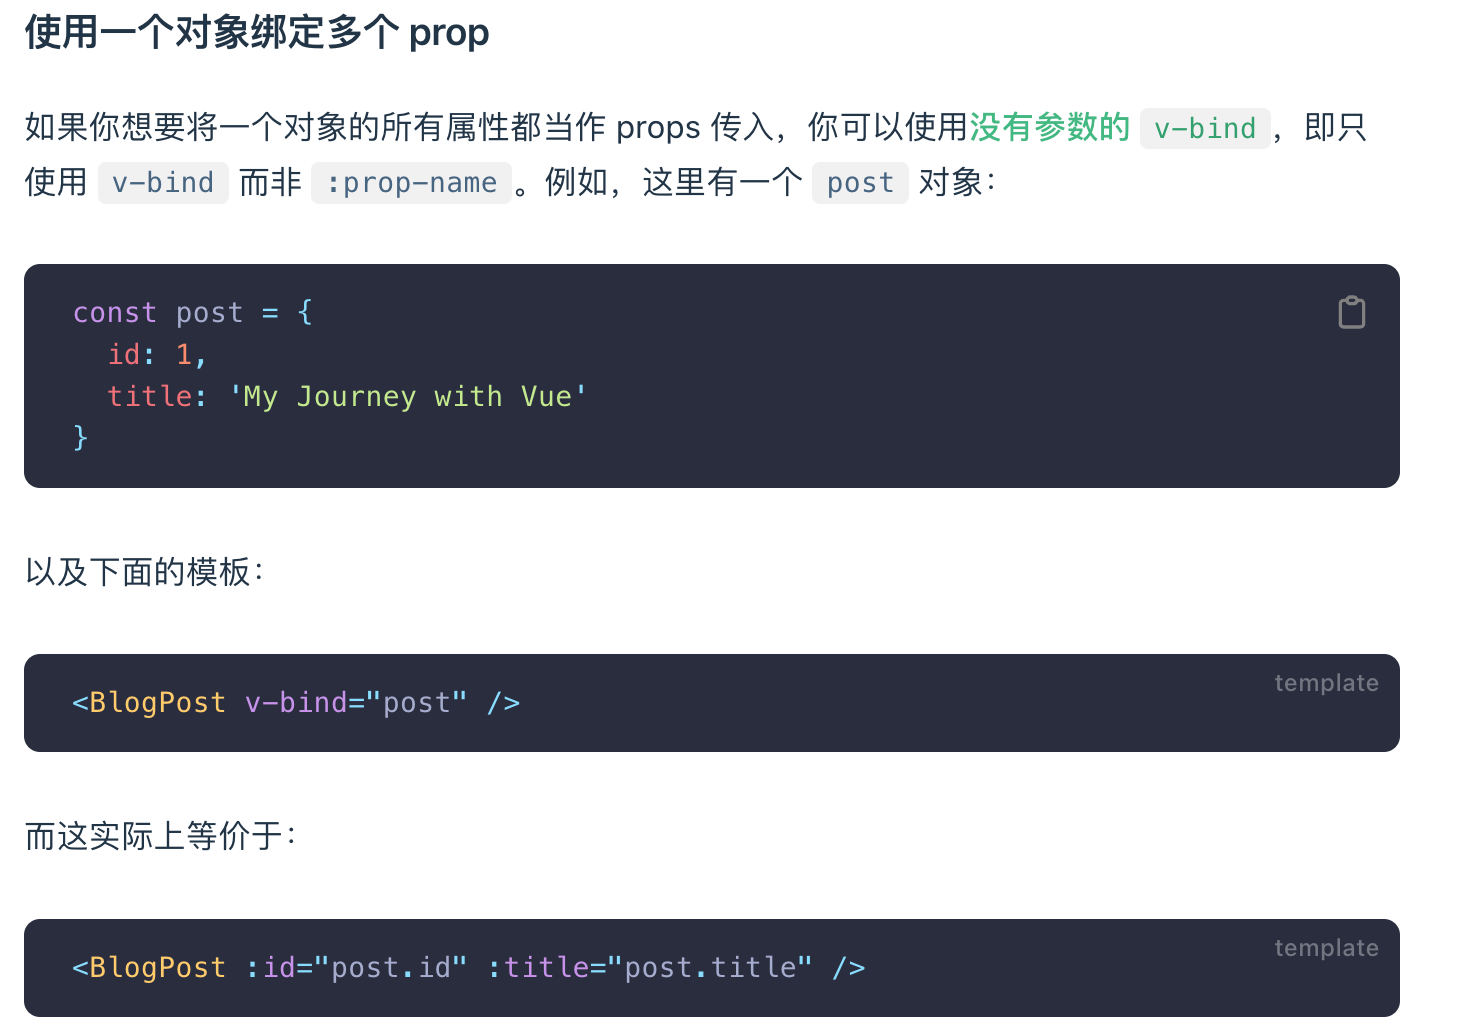 使用一个对象绑定多个 prop
如果你想要将一个对象的所有属性都当作 props 传入，你可以使用没有参数的 v-bind，即只
使用 v-bind 而非 :prop-name。例如，这里有一个 post 对象：
const post = {
  id: 1,
  title: 'My Journey with Vue'
}
以及下面的模板：
template
<BlogPost v-bind="post" />
而这实际上等价于：
template
<BlogPost :id="post.id" :title="post.title" />